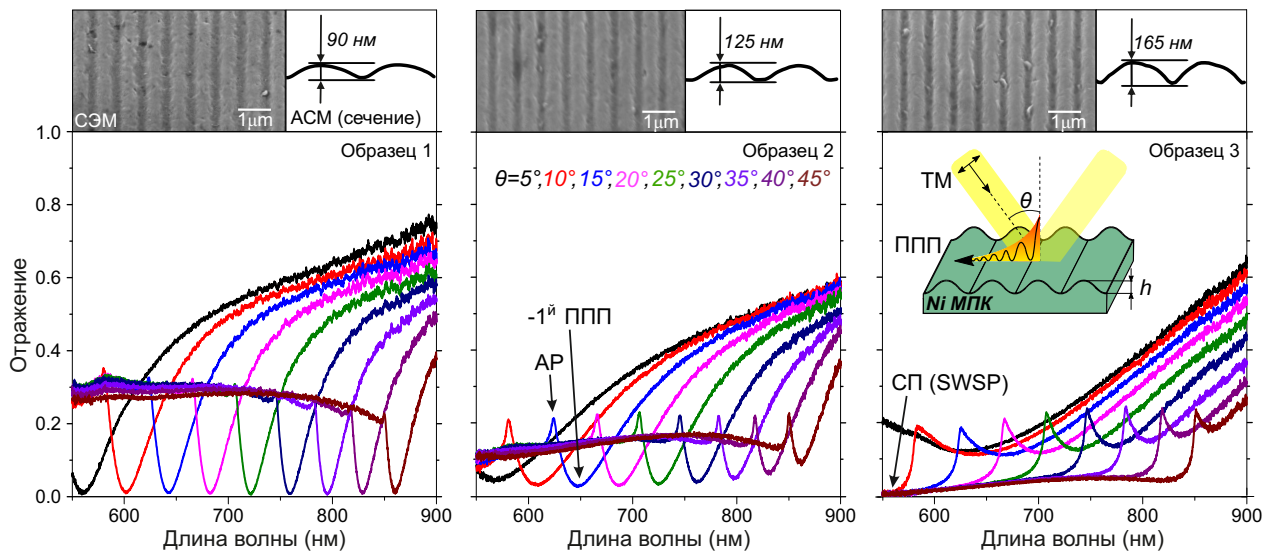 90 нм
1μm
СЭМ
АСМ (сечение)
125 нм
1μm
165 нм
1μm
Образец 1
Образец 2
Образец 3
θ=5°,10°,15°,20°,25°,30°,35°,40°,45°
ТМ
θ
ППП
h
Ni МПК
-1й ППП
АР
СП (SWSP)
Отражение
1.0
0.8
0.6
0.4
0.2
0.0
600 700 800 900
600 700 800 900
600 700 800 900
Длина волны (нм)
Длина волны (нм)
Длина волны (нм)